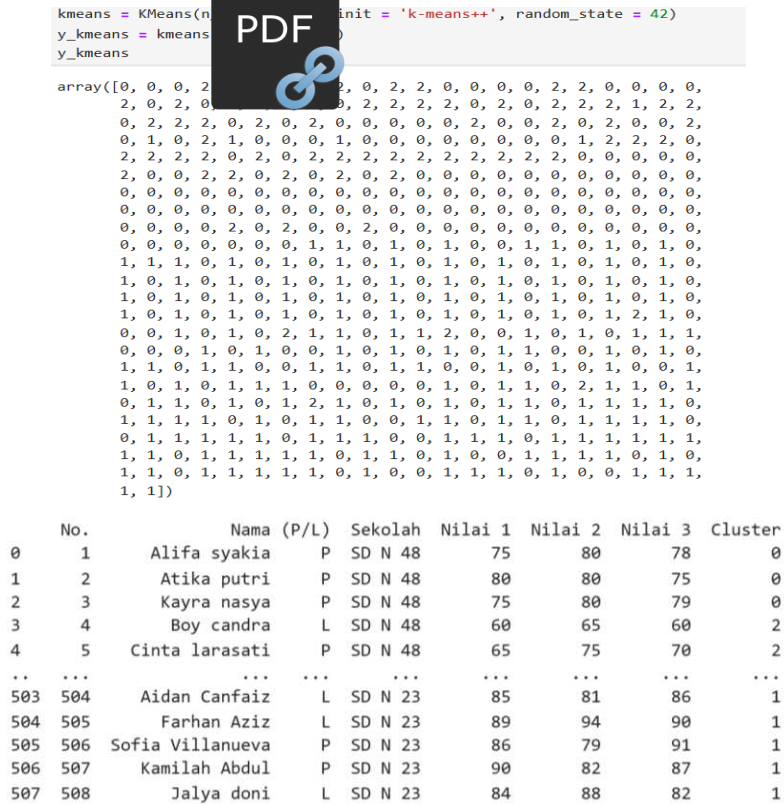 kmeans = KMeans(n init = 'k-means++', random_state = 42)
y_kmeans = kmeans )
y_kmeans
PDF
array([0, 0, 0, 2 2, 0, 2, 2, 0, 0, 0, 0, 2, 2, 0, 0, 0, 0,
2, 0, 2, 0 0, 2, 2, 2, 2, 0, 2, 0, 2, 2, 2, 1, 2, 2,
0, 2, 2, 2, 0, 2, 0, 2, 0, 0, 0, 0, 0, 2, 0, 0, 2, 0, 2, 0, 0, 2,
0, 1, 0, 2, 1, 0, 0, 0, 1, 0, 0, 0, 0, 0, 0, 0, 0, 1, 2, 2, 2, 0,
2, 2, 2, 2, 0, 2, 0, 2, 2, 2, 2, 2, 2, 2, 2, 2, 2, 0, 0, 0, 0, 0,
2, 0, 0, 2, 2, 0, 2, 0, 2, 0, 2, 0, 0, 0, 0, 0, 0, 0, 0, 0, 0, 0,
0, 0, 0, 0, 0, 0, 0, 0, 0, 0, 0, 0, 0, 0, 0, 0, 0, 0, 0, 0, 0, 0,
0, 0, 0, 0, 0, 0, 0, 0, 0, 0, 0, 0, 0, 0, 0, 0, 0, 0, 0, 0, 0, 0,
0, 0, 0, 0, 2, 0, 2, 0, 0, 2, 0, 0, 0, 0, 0, 0, 0, 0, 0, 0, 0, 0,
0, 0, 0, 0, 0, 0, 0, 1, 1, 0, 1, 0, 1, 0, 0, 1, 1, 0, 1, 0, 1, 0,
1, 1, 1, 0, 1, 0, 1, 0, 1, 0, 1, 0, 1, 0, 1, 0, 1, 0, 1, 0, 1, 0,
1, 0, 1, 0, 1, 0, 1, 0, 1, 0, 1, 0, 1, 0, 1, 0, 1, 0, 1, 0, 1, 0,
1, 0, 1, 0, 1, 0, 1, 0, 1, 0, 1, 0, 1, 0, 1, 0, 1, 0, 1, 0, 1, 0,
1, 0, 1, 0, 1, 0, 1, 0, 1, 0, 1, 0, 1, 0, 1, 0, 1, 0, 1, 2, 1, 0,
0, 0, 1, 0, 1, 0, 2, 1, 1, 0, 1, 1, 2, 0, 0, 1, 0, 1, 0, 1, 1, 1,
0, 0, 0, 1, 0, 1, 0, 0, 1, 0, 1, 0, 1, 0, 1, 1, 0, 0, 1, 0, 1, 0,
1, 1, 0, 1, 1, 0, 0, 1, 1, 0, 1, 1, 0, 0, 1, 0, 1, 0, 1, 0, 0, 1,
1, 0, 1, 0, 1, 1, 1, 0, 0, 0, 0, 0, 1, 0, 1, 1, 0, 2, 1, 1, 0, 1,
0, 1, 1, 0, 1, 0, 1, 2, 1, 0, 1, 0, 1, 0, 1, 1, 0, 1, 1, 1, 1, 0,
1, 1, 1, 1, 0, 1, 0, 1, 1, 0, 0, 1, 1, 0, 1, 1, 1, 1, 1, 1, 1, 0,
0, 1, 1, 1, 1, 1, 0, 1, 1, 1, 0, 0, 1, 1, 1, 0, 1, 1, 1, 1, 1, 1,
1, 1, 0, 1, 1, 1, 1, 1, 0, 1, 1, 0, 1, 0, 0, 1, 1, 1, 1, 0, 1, 0,
1, 1, 0, 1, 1, 1, 1, 1, 0, 1, 0, 0, 1, 1, 1, 0, 1, 0, 0, 1, 1, 1,
1, 1])
No. Nama (P/L) Sekolah Nilai 1 Nilai 2 Nilai 3 Cluster
0 1 Alifa syakia P SD N 48 75 80 78 0
1 2 Atika putri P SD N 48 80 80 75 0
2 3 Kayra nasya P SD N 48 75 80 79 0
3 4 Boy candra L SD N 48 60 65 60 2
4 5 Cinta larasati P SD N 48 65 75 70 2
.. ... ... ... ... ... ... ... ...
503 504 Aidan Canfaiz L SD N 23 85 81 86 1
504 505 Farhan Aziz L SD N 23 89 94 90 1
505 506 Sofia Villanueva P SD N 23 86 79 91 1
506 507 Kamilah Abdul P SD N 23 90 82 87 1
507 508 Jalya doni L SD N 23 84 88 82 1